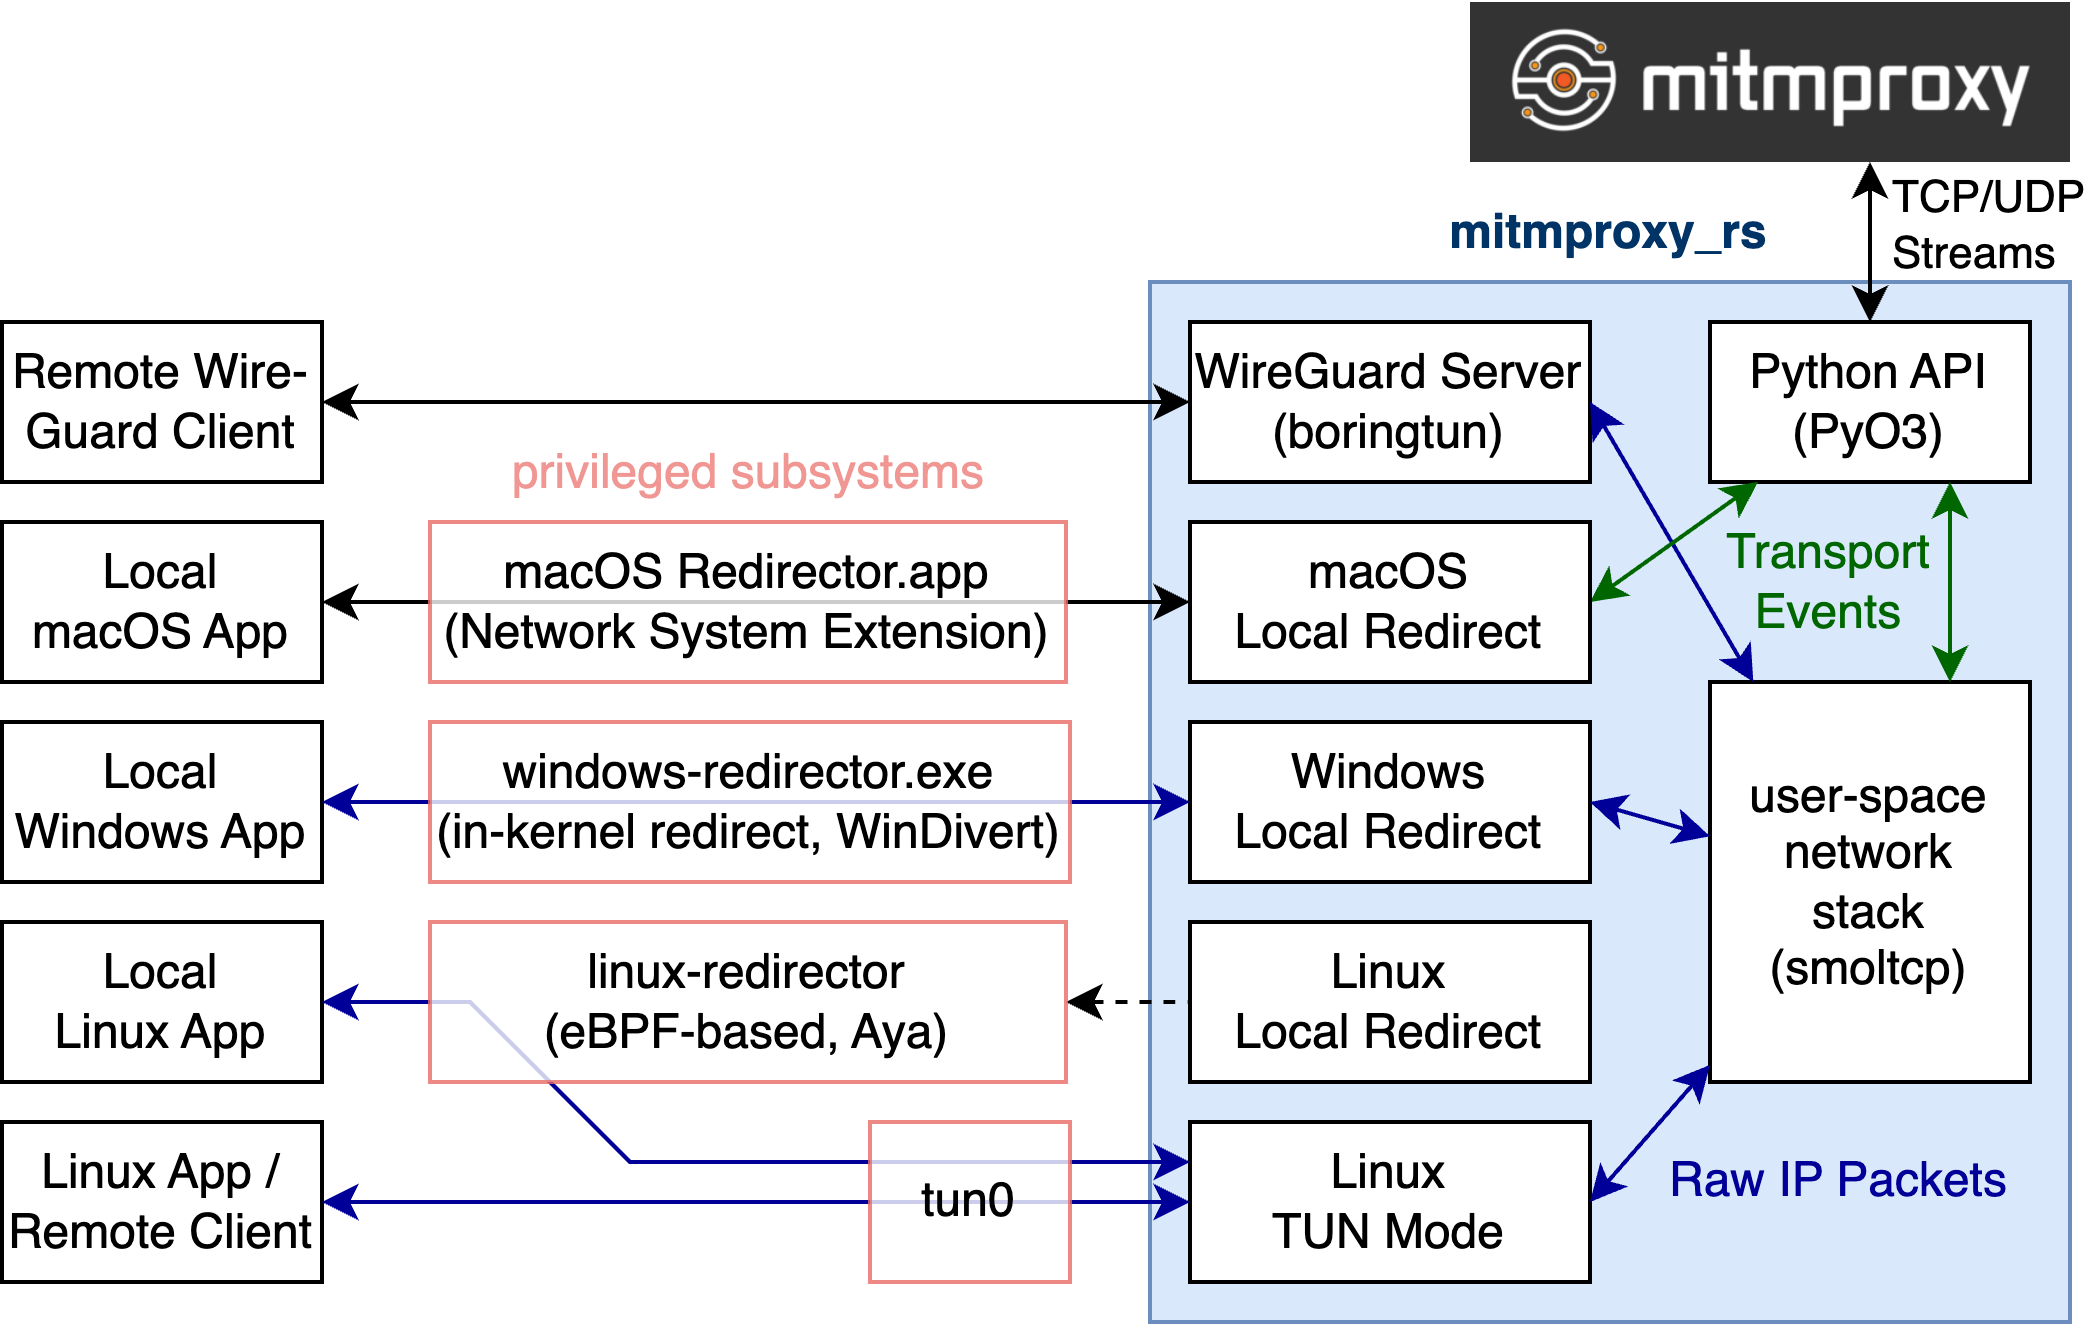 mitmproxy
TCP/UDP
Streams
mitmproxy_rs
Remote Wire-
Guard Client
WireGuard Server
(boringtun)
Python API
(PyO3)
privileged subsystems
Local
macOS App
macOS Redirector.app
(Network System Extension)
macOS
Local Redirect
Transport
Events
Local
Windows App
windows-redirector.exe
(in-kernel redirect, WinDivert)
Windows
Local Redirect
user-space
network
stack
(smoltcp)
Local
Linux App
linux-redirector
(eBPF-based, Aya)
Linux
Local Redirect
Linux App /
Remote Client
tun0
Linux
TUN Mode
Raw IP Packets